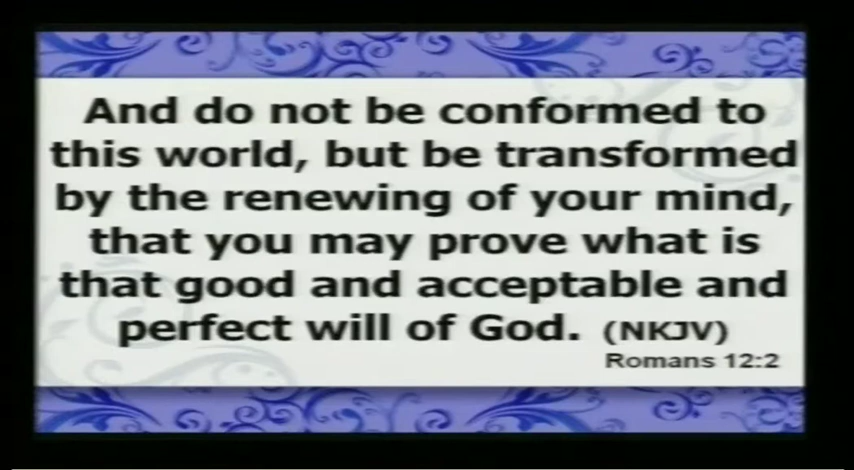 And do not be conformed to
this world, but be transformed
by the renewing of your mind,
that you may prove what is
that good and acceptable and
perfect will of God. (NKJV)
Romans 12:2